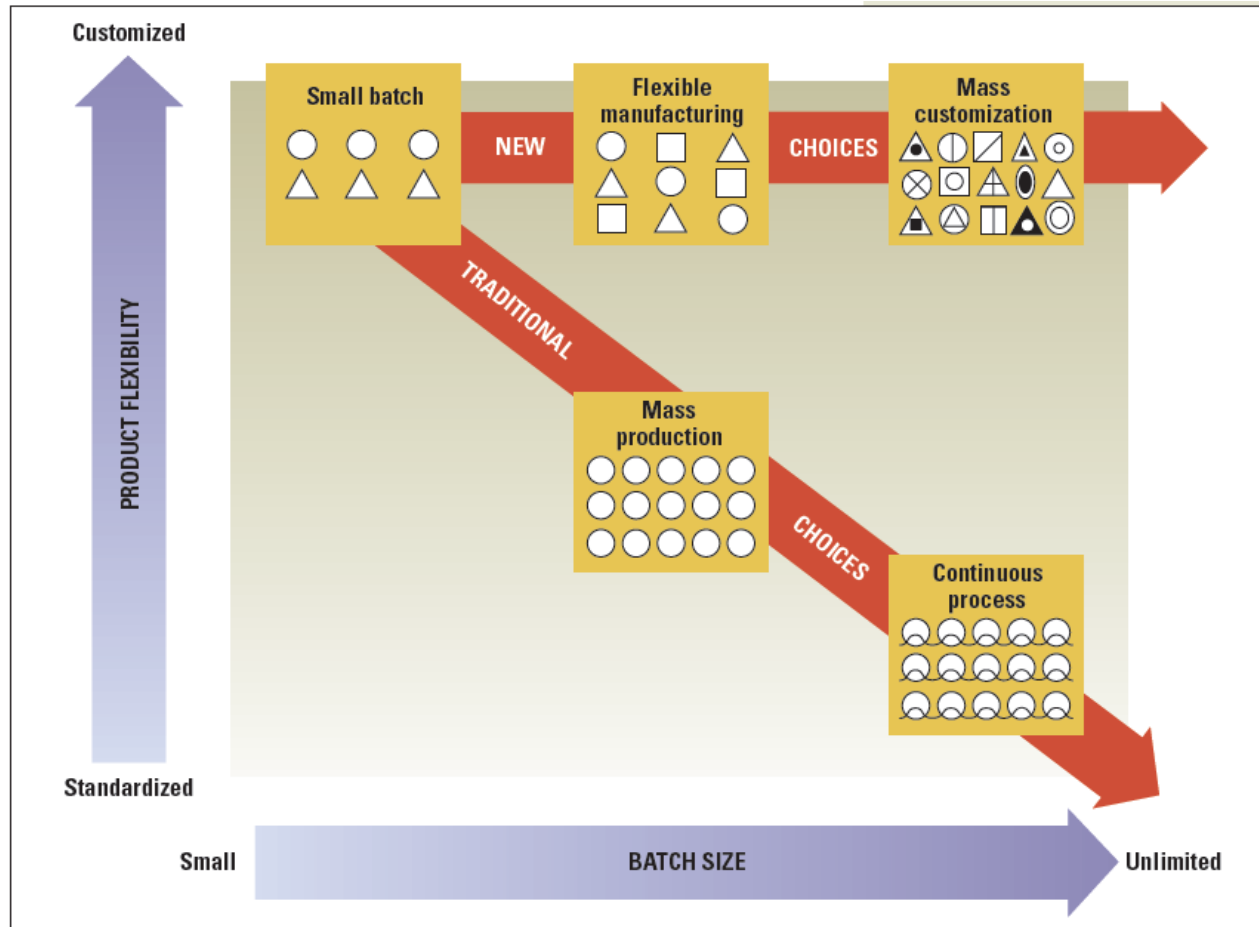 Customized
Small batch
Flexible
manufacturing
Mass
customization
NEW
CHOICES
TRADITIONAL
PRODUCT FLEXIBILITY
Mass
production
CHOICES
Continuous
process
Standardized
Small
BATCH SIZE
Unlimited